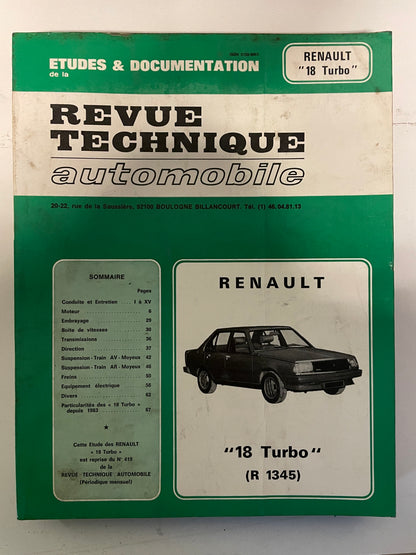 ETUDES & DOCUMENTATION
de la
RENAULT
"18 Turbo"
REVUE
TECHNIQUE
automobile
20-22, rue de la Saussière, 92100 BOULOGNE BILLANCOURT. Tél. (1) 46.04.81.13
SOMMAIRE
Pages
Conduite et Entretien . . . I à XV
Moteur 6
Embrayage 29
Boîte de vitesses 30
Transmissions 36
Direction 37
Suspension - Train AV - Moyeux 42
Suspension - Train AR - Moyeux 48
Freins 50
Equipement électrique 56
Divers 62
Particularités des « 18 Turbo »
depuis 1983 67
★
Cette Etude des RENAULT
« 18 Turbo »
est reprise du N° 418
de la
REVUE - TECHNIQUE - AUTOMOBILE
(Périodique mensuel)
RENAULT
"18 Turbo"
(R 1345)